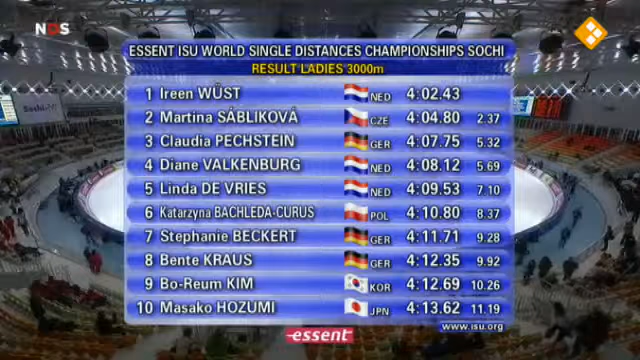 NOS
ESSENT ISU WORLD SINGLE DISTANCES CHAMPIONSHIPS SOCHI
RESULT LADIES 3000m
1 Ireen WÜST NED 4:02.43
2 Martina SÁBLIKOVÁ CZE 4:04.80 2.37
3 Claudia PECHSTEIN GER 4:07.75 5.32
4 Diane VALKENBURG NED 4:08.12 5.69
5 Linda DE VRIES NED 4:09.53 7.10
6 Katarzyna BACHLEDA-CURUS POL 4:10.80 8.37
7 Stephanie BECKERT GER 4:11.71 9.28
8 Bente KRAUS GER 4:12.35 9.92
9 Bo-Reum KIM KOR 4:12.69 10.26
10 Masako HOZUMI JPN 4:13.62 11.19
www.isu.org
essent